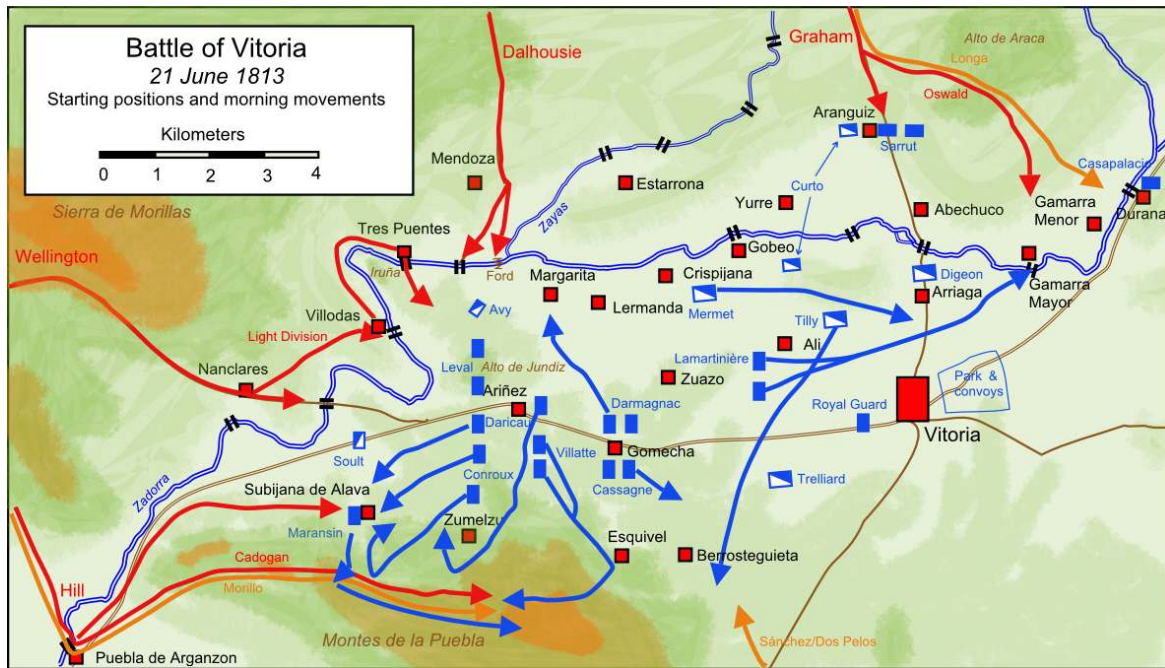 Battle of Vitoria
21 June 1813
Starting positions and morning movements
Kilometers
0 1 2 3 4
Dalhousie
Graham
Alto de Araca
Longa
Oswald
Aranguiz
Sarrut
Mendoza
Estarrona
Curto
Casapalacio
Sierra de Morillas
Zayas
Yurre
Abechuco
Gamarra
Menor
Durana
Tres Puentes
Wellington
Iruña
Ford
Gobeo
Margarita
Crispijana
Digeon
Gamarra
Mayor
Villodas
Avy
Lermanda
Mermet
Arriaga
Light Division
Tilly
Nanclares
Leval
Alto de Jundiz
Ali
Lamartinière
Ariñez
Zuazo
Park &
convoys
Daricau
Darmagnac
Royal Guard
Vitoria
Soult
Villatte
Gomecha
Conroux
Cassagne
Trelliard
Zadorra
Subijana de Alava
Maransin
Zumelzu
Esquivel
Berrosteguieta
Cadogan
Hill
Morillo
Montes de la Puebla
Sánchez/Dos Pelos
Puebla de Arganzon